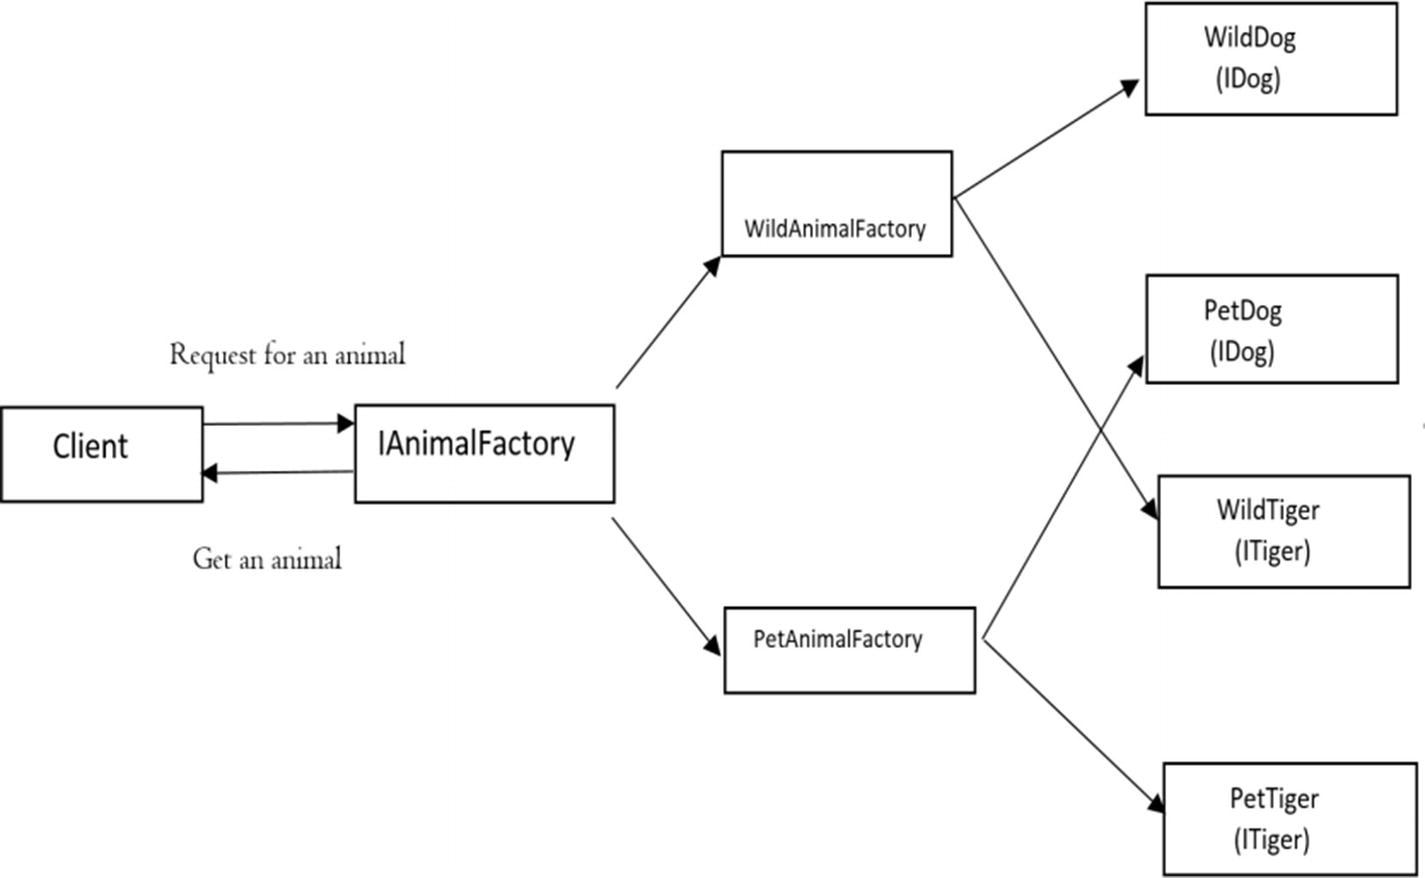 WildDog
(IDog)
WildAnimalFactory
PetDog
(IDog)
Request for an animal
Client
IAnimalFactory
Get an animal
WildTiger
(ITiger)
PetAnimalFactory
PetTiger
(ITiger)